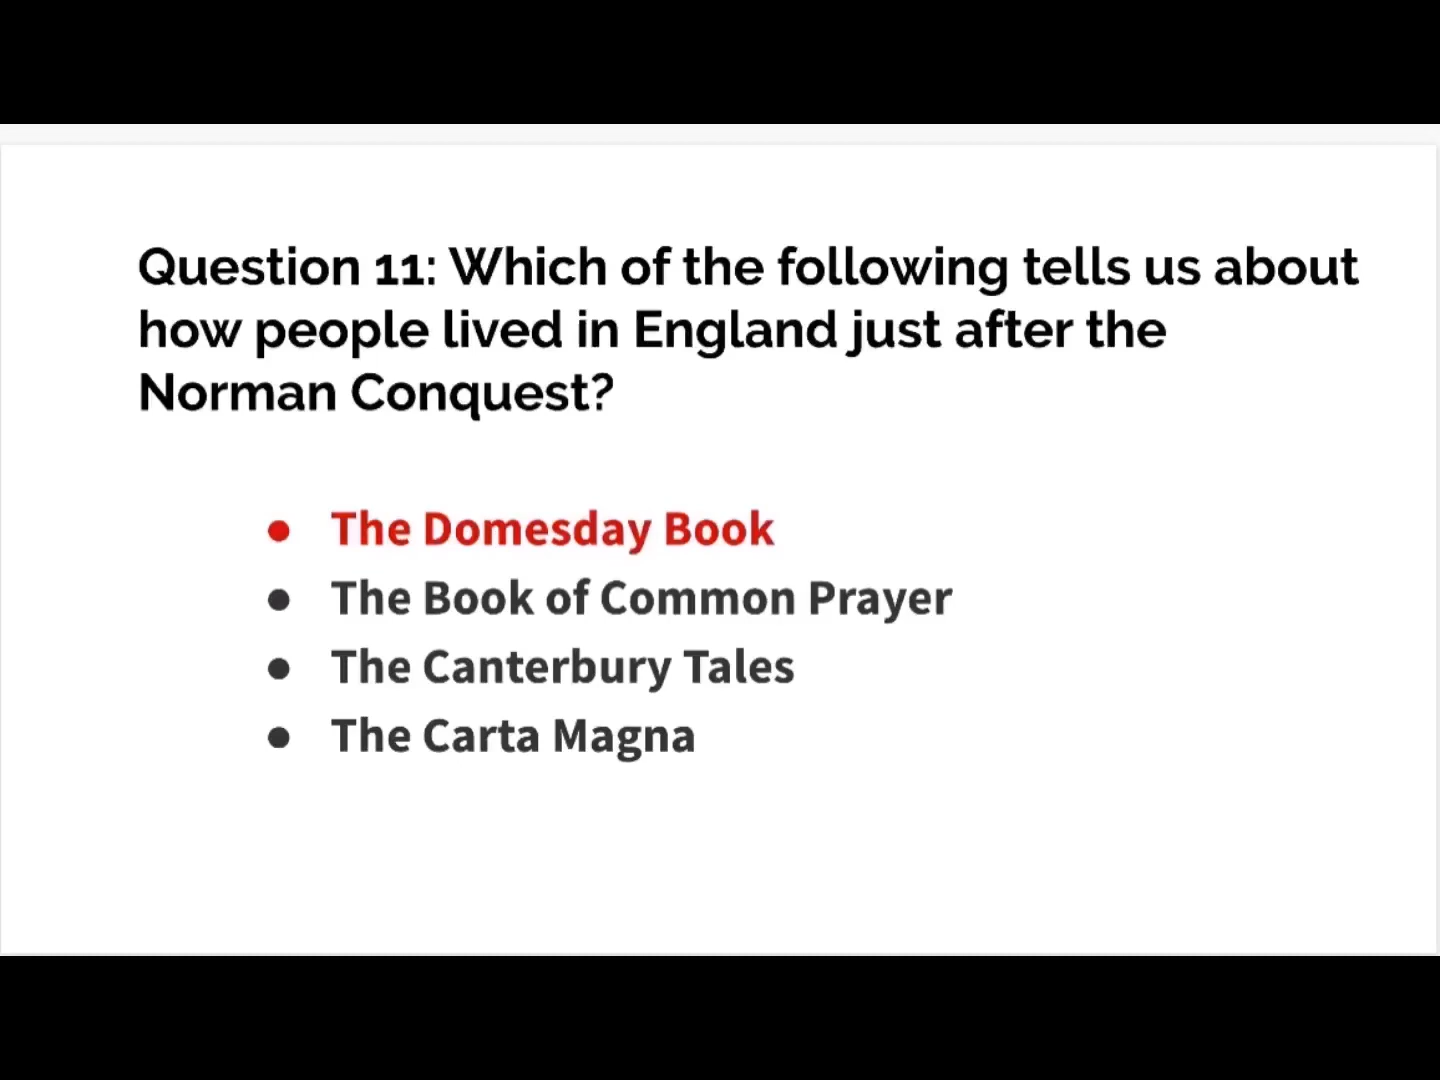 Question 11: Which of the following tells us about
how people lived in England just after the
Norman Conquest?
● The Domesday Book
● The Book of Common Prayer
● The Canterbury Tales
● The Carta Magna